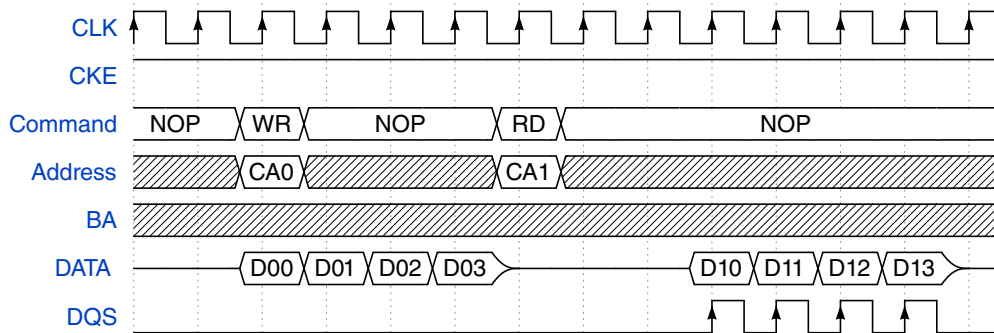 CLK
CKE
Command NOP WR NOP RD NOP
Address CA0 CA1
BA
DATA D00 D01 D02 D03 D10 D11 D12 D13
DQS